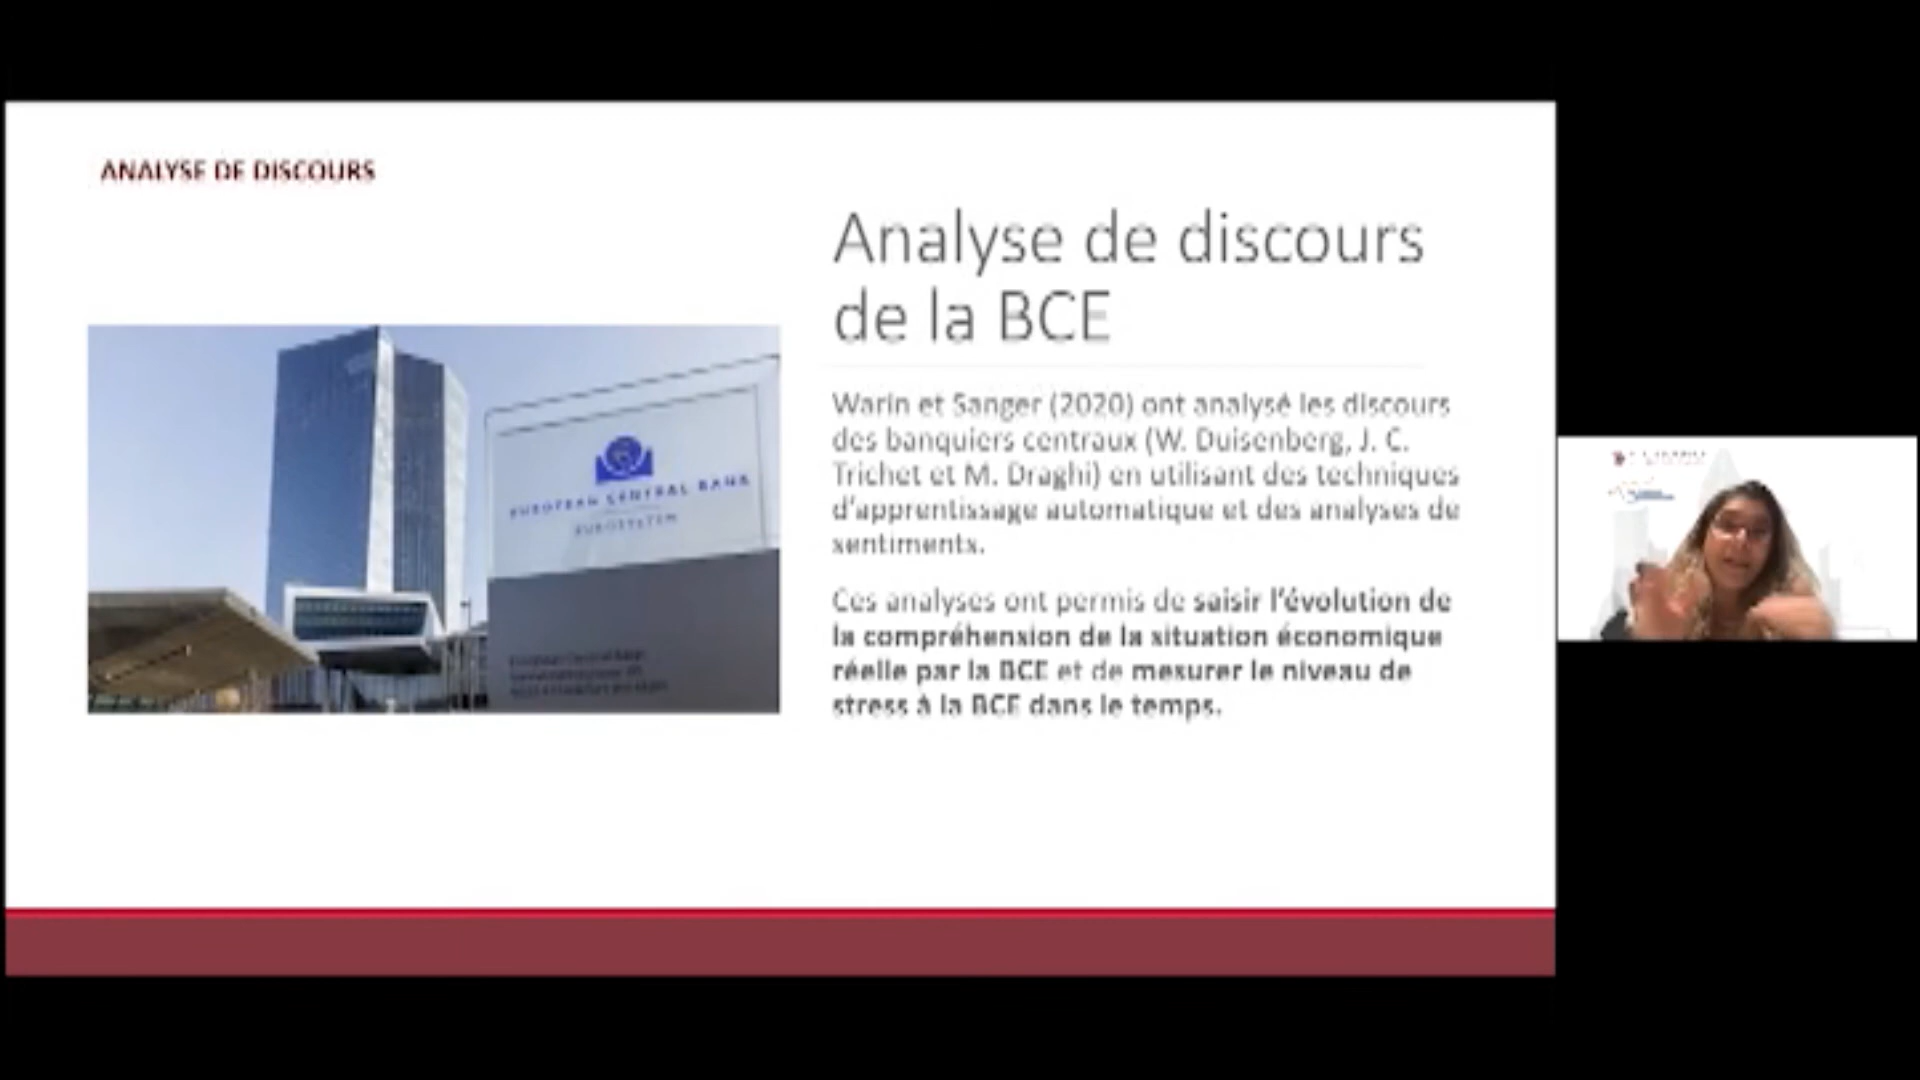 ANALYSE DE DISCOURS
Analyse de discours
de la BCE
EUROPEAN CENTRAL BANK
EUROSYSTEM
Warin et Sanger (2020) ont analysé les discours
des banquiers centraux (W. Duisenberg, J. C.
Trichet et M. Draghi) en utilisant des techniques
d'apprentissage automatique et des analyses de
sentiments.
Ces analyses ont permis de saisir l'évolution de
la compréhension de la situation économique
réelle par la BCE et de mesurer le niveau de
stress à la BCE dans le temps.